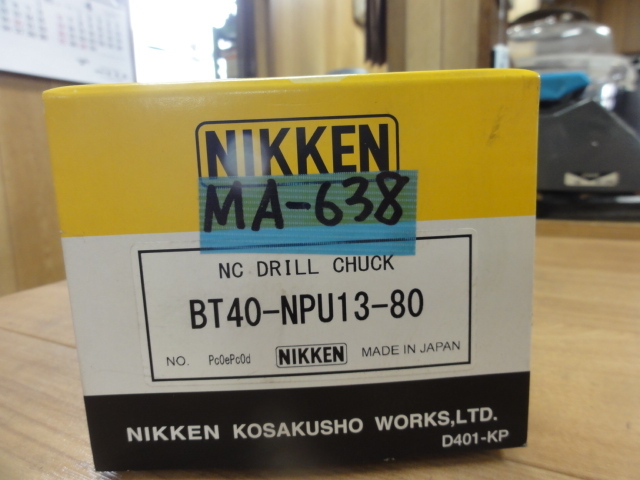 NIKKEN
MA-638
NC DRILL CHUCK
BT40-NPU13-80
NO. Pc0ePc0d NIKKEN MADE IN JAPAN
NIKKEN KOSAKUSHO WORKS,LTD.
D401-KP